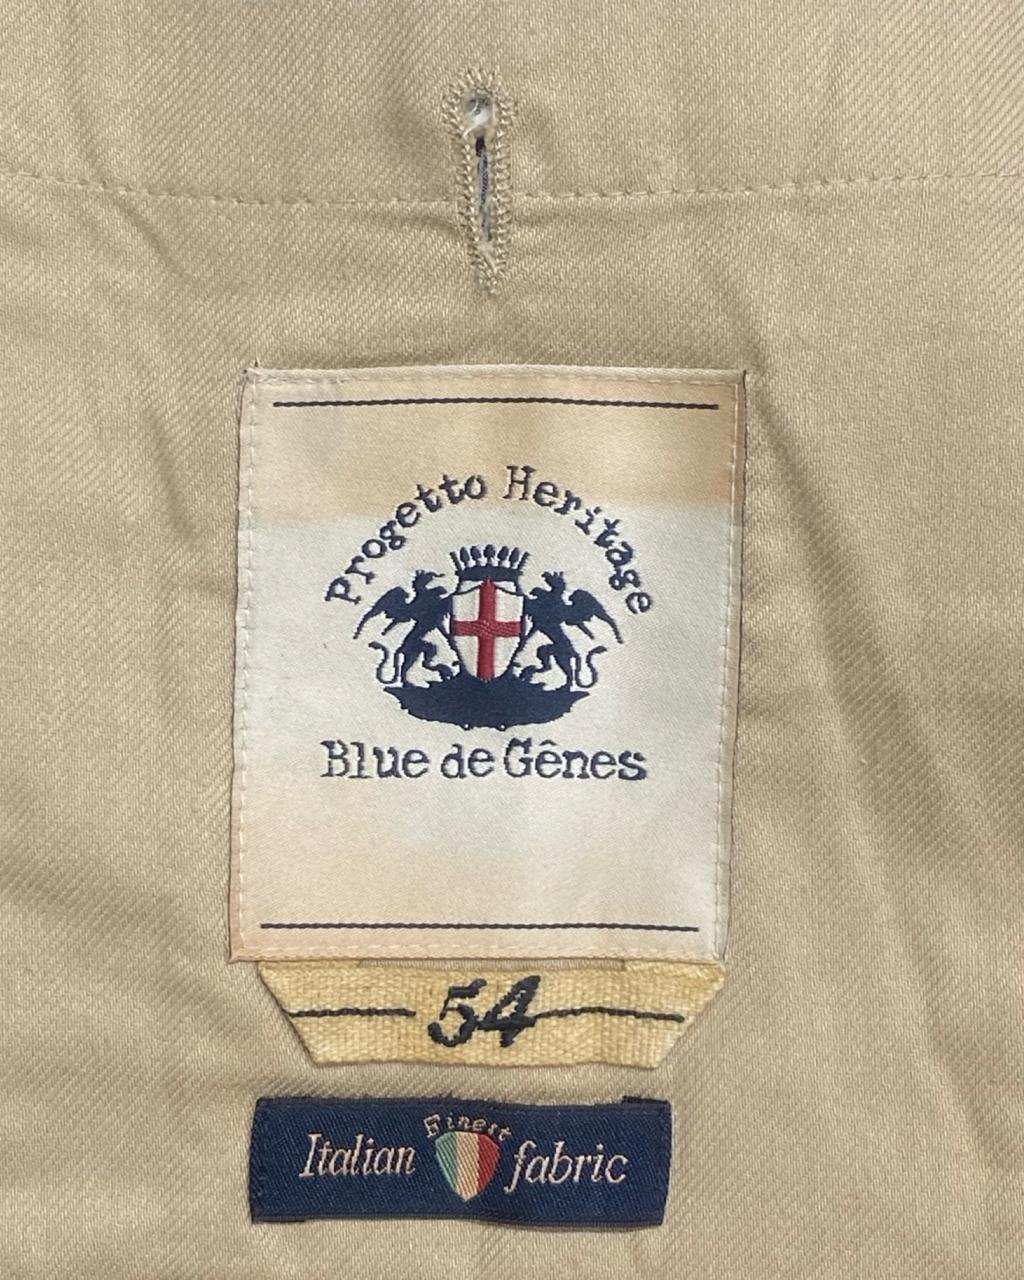 Progetto Heritage
Blue de Gênes
54
Finest
Italian fabric